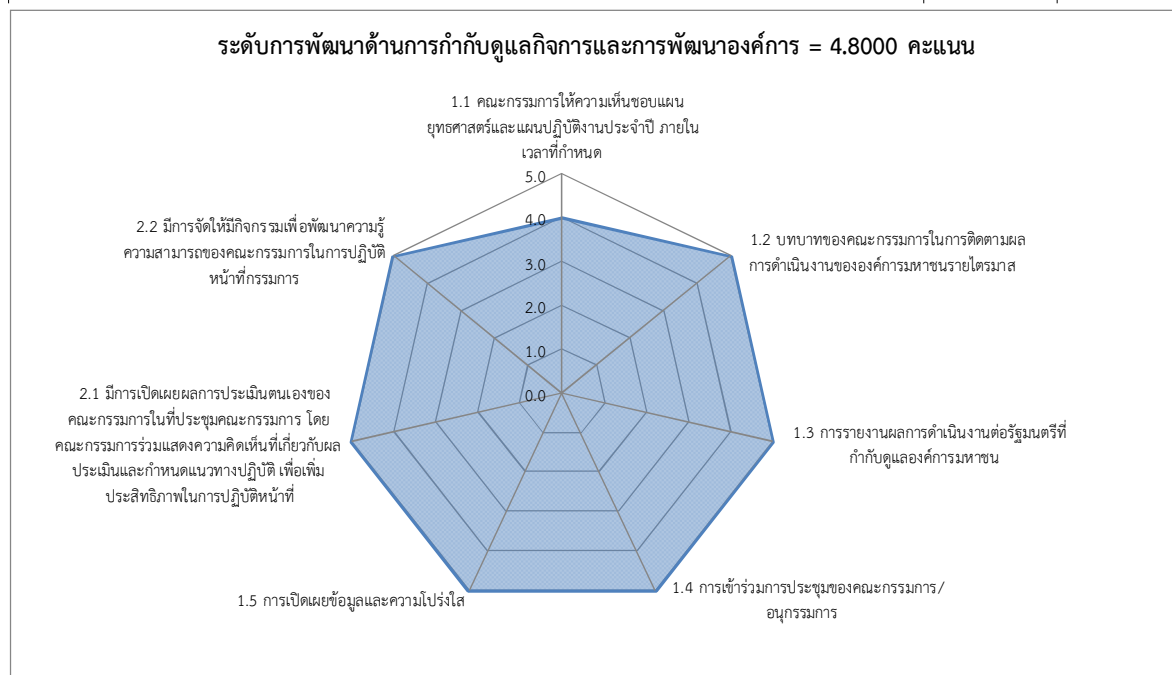 ระดับการพัฒนาด้านการกำกับดูแลกิจการและการพัฒนาองค์การ = 4.8000 คะแนน
1.1 คณะกรรมการให้ความเห็นชอบแผน
ยุทธศาสตร์และแผนปฏิบัติงานประจำปี ภายใน
เวลาที่กำหนด
5.0
4.0
3.0
2.0
1.0
0.0
1.2 บทบาทของคณะกรรมการในการติดตามผล
การดำเนินงานขององค์การมหาชนรายไตรมาส
1.3 การรายงานผลการดำเนินงานต่อรัฐมนตรีที่
กำกับดูแลองค์การมหาชน
1.4 การเข้าร่วมการประชุมของคณะกรรมการ/
อนุกรรมการ
1.5 การเปิดเผยข้อมูลและความโปร่งใส
2.1 มีการเปิดเผยผลการประเมินตนเองของ
คณะกรรมการในที่ประชุมคณะกรรมการ โดย
คณะกรรมการร่วมแสดงความคิดเห็นที่เกี่ยวกับผล
ประเมินและกำหนดแนวทางปฏิบัติ เพื่อเพิ่ม
ประสิทธิภาพในการปฏิบัติหน้าที่
2.2 มีการจัดให้มีกิจกรรมเพื่อพัฒนาความรู้
ความสามารถของคณะกรรมการในการปฏิบัติ
หน้าที่กรรมการ